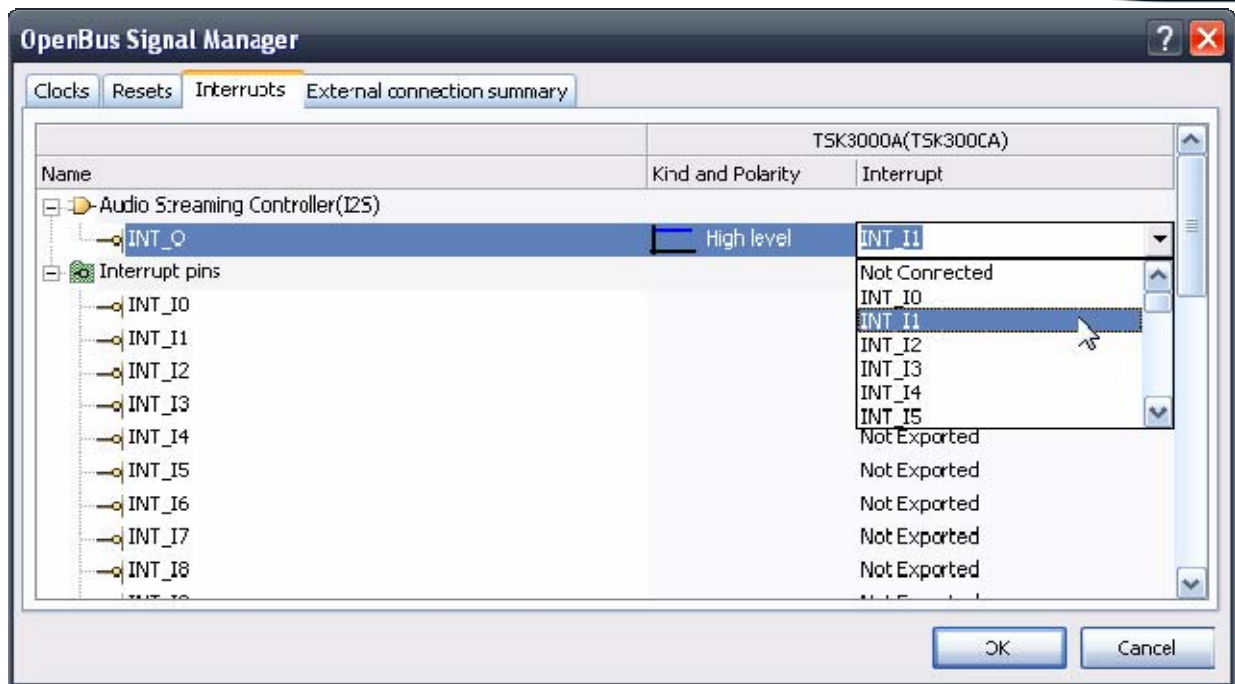 OpenBus Signal Manager
Clocks Resets Interrupts External connection summary
TSK3000A(TSK3000A)
Name Kind and Polarity Interrupt
Audio Streaming Controller(I2S)
INT_O High level INT_I1
Interrupt pins Not Connected
INT_I0 INT_I0
INT_I1
INT_I1 INT_I2
INT_I2 INT_I3
INT_I3 INT_I4
INT_I5
INT_I4 Not Exported
INT_I5 Not Exported
INT_I6 Not Exported
INT_I7 Not Exported
INT_I8 Not Exported
OK Cancel